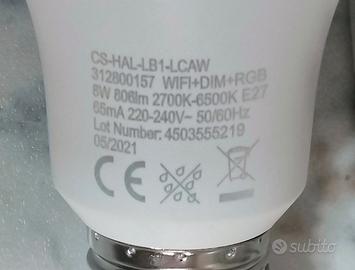 CS-HAL-LB1-LCAW
312800157 WIFI+DIM+RGB
8W 806lm 2700K-6500K E27
65mA 220-240V~ 50/60Hz
Lot Number: 4503555219
05/2021
CE
subito